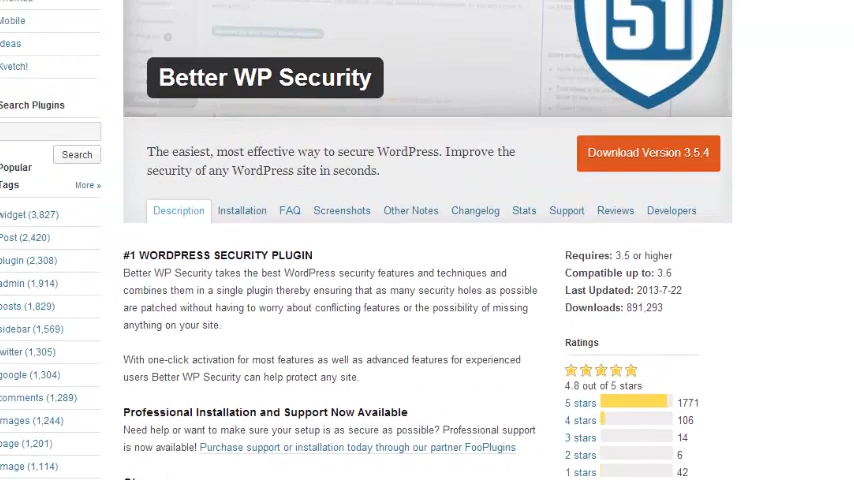 Mobile
Ideas
Kvetch!
Search Plugins
Search
Popular
Tags
More »
widget (3,827)
Post (2,420)
plugin (2,308)
admin (1,914)
posts (1,829)
sidebar (1,569)
twitter (1,305)
google (1,304)
comments (1,289)
images (1,244)
page (1,201)
image (1,114)
51
Better WP Security
The easiest, most effective way to secure WordPress. Improve the
security of any WordPress site in seconds.
Download Version 3.5.4
Description Installation FAQ Screenshots Other Notes Changelog Stats Support Reviews Developers
#1 WORDPRESS SECURITY PLUGIN
Better WP Security takes the best WordPress security features and techniques and
combines them in a single plugin thereby ensuring that as many security holes as possible
are patched without having to worry about conflicting features or the possibility of missing
anything on your site.
With one-click activation for most features as well as advanced features for experienced
users Better WP Security can help protect any site.
Professional Installation and Support Now Available
Need help or want to make sure your setup is as secure as possible? Professional support
is now available! Purchase support or installation today through our partner FooPlugins
Requires: 3.5 or higher
Compatible up to: 3.6
Last Updated: 2013-7-22
Downloads: 891,293
Ratings
4.8 out of 5 stars
5 stars 1771
4 stars 106
3 stars 14
2 stars 6
1 stars 42